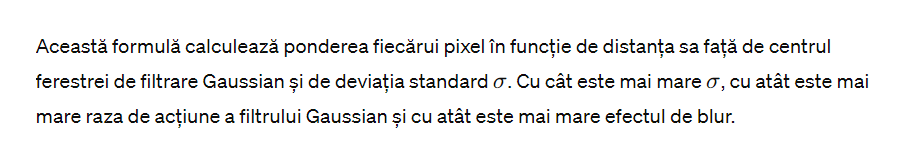 Această formulă calculează ponderea fiecărui pixel în funcție de distanța sa față de centrul
ferestrei de filtrare Gaussian și de deviația standard σ. Cu cât este mai mare σ, cu atât este mai
mare raza de acțiune a filtrului Gaussian și cu atât este mai mare efectul de blur.